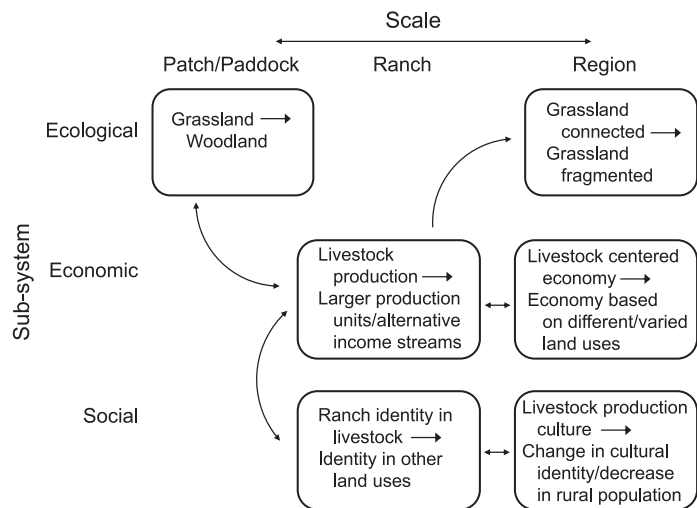 Scale
Patch/Paddock
Ranch
Region
Sub-system
Ecological
Grassland →
Woodland
Grassland
connected →
Grassland
fragmented
Economic
Livestock
production →
Larger production
units/alternative
income streams
Livestock centered
economy →
Economy based
on different/varied
land uses
Social
Ranch identity in
livestock →
Identity in other
land uses
Livestock production
culture →
Change in cultural
identity/decrease
in rural population